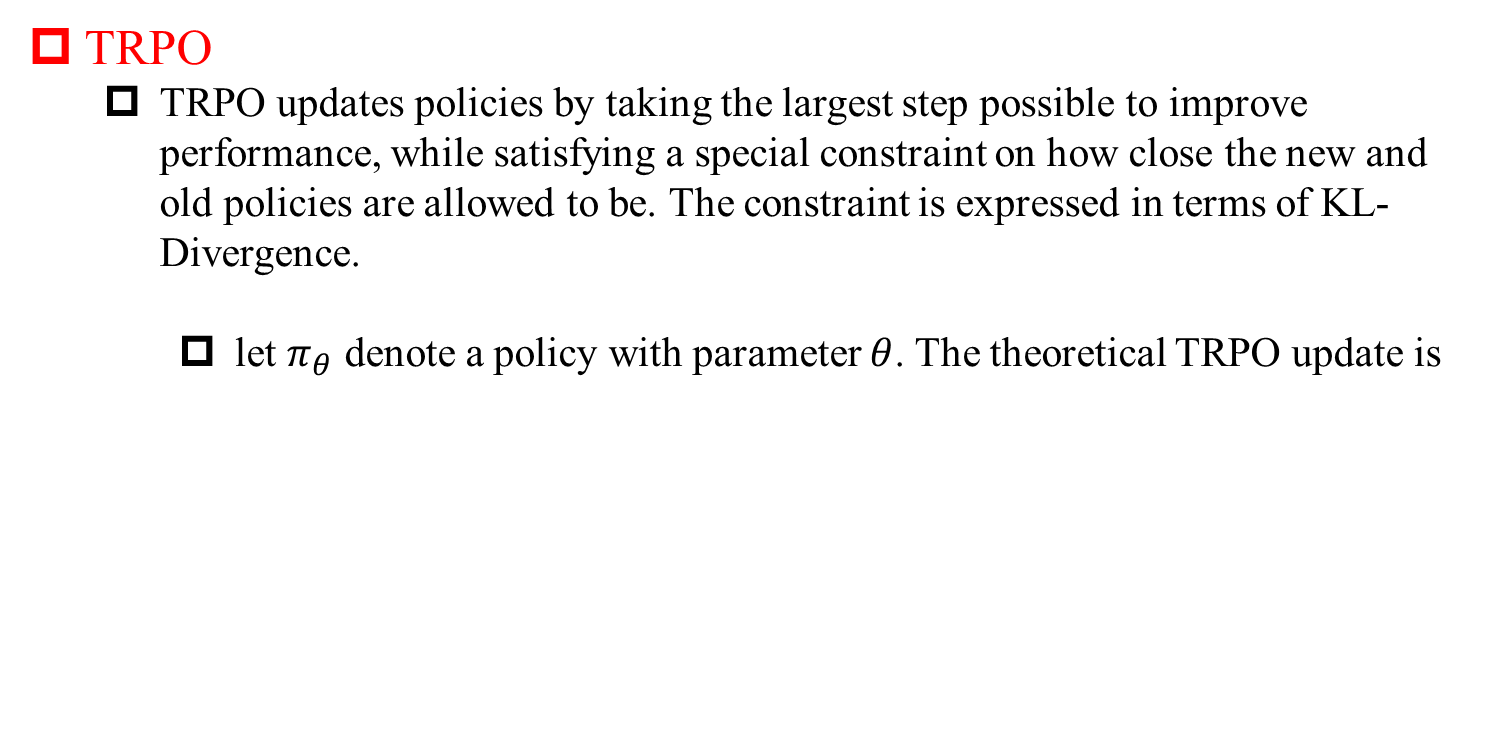 TRPO
TRPO updates policies by taking the largest step possible to improve
performance, while satisfying a special constraint on how close the new and
old policies are allowed to be. The constraint is expressed in terms of KL-
Divergence.
let π_θ denote a policy with parameter θ. The theoretical TRPO update is